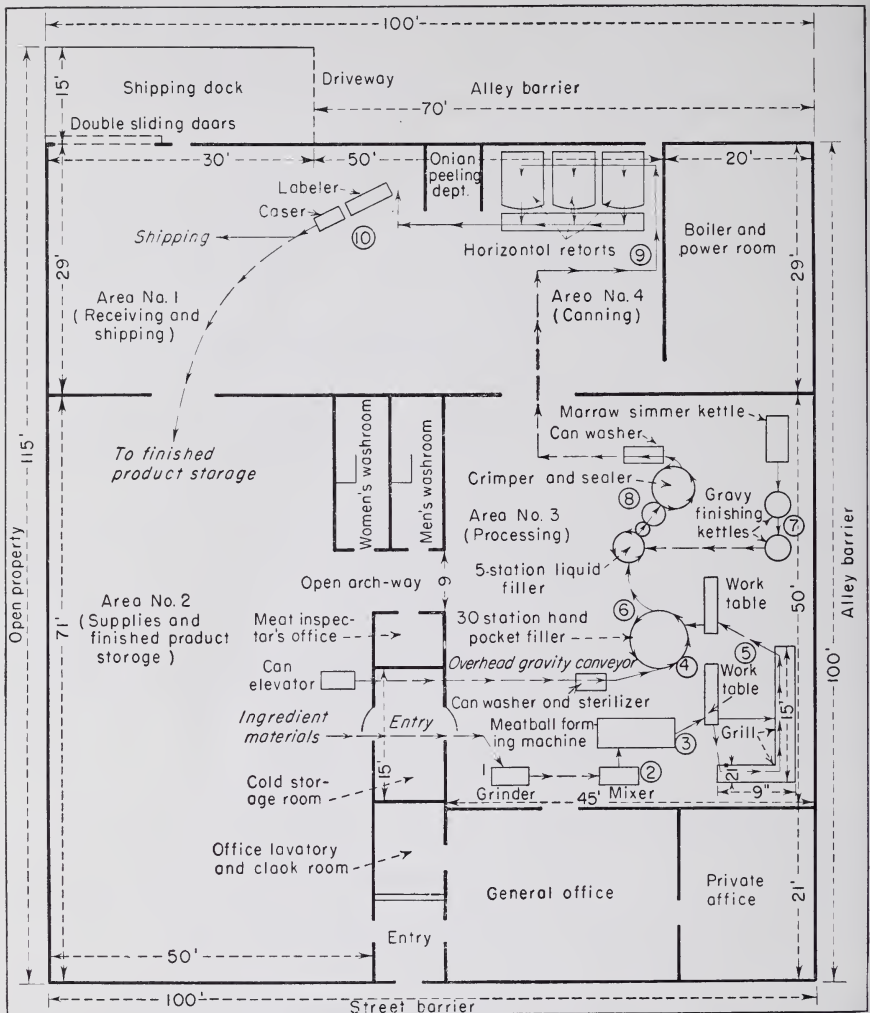 100'
15'
Shipping dock
Driveway
Alley barrier
70'
Double sliding daars
30'
50'
Onian
peeling
dept.
20'
Labeler
Caser
10
Shipping
Horizontol retorts
9
Boiler and
power room
29'
29'
Area No. 1
( Receiving and
shipping )
Areo No. 4
( Canning )
To finished
product storage
Women's washroom
Men's washroom
Marraw simmer kettle
Can washer
Crimper and sealer
8
Area No. 3
(Processing)
Gravy
finishing
kettles
7
5-station liquid
filler
Open property
115'
71'
Open arch-way
9
Area No. 2
(Supplies and
finished product
storoge )
Meat inspec-
tar's office
6
30 station hand
pocket filler
Work
table
50'
Alley barrier
100'
Can
elevator
Overhead gravity conveyor
4
5
Can washer ond sterilizer
Work
table
Ingredient
materials
Entry
Meatball form-
ing machine
3
Grill
15'
15'
1
Grinder
2
Mixer
21'
9"
Cold stor-
age room
45'
Office lavatory
and claak room
General office
Private
office
21'
Entry
50'
100'
Street barrier